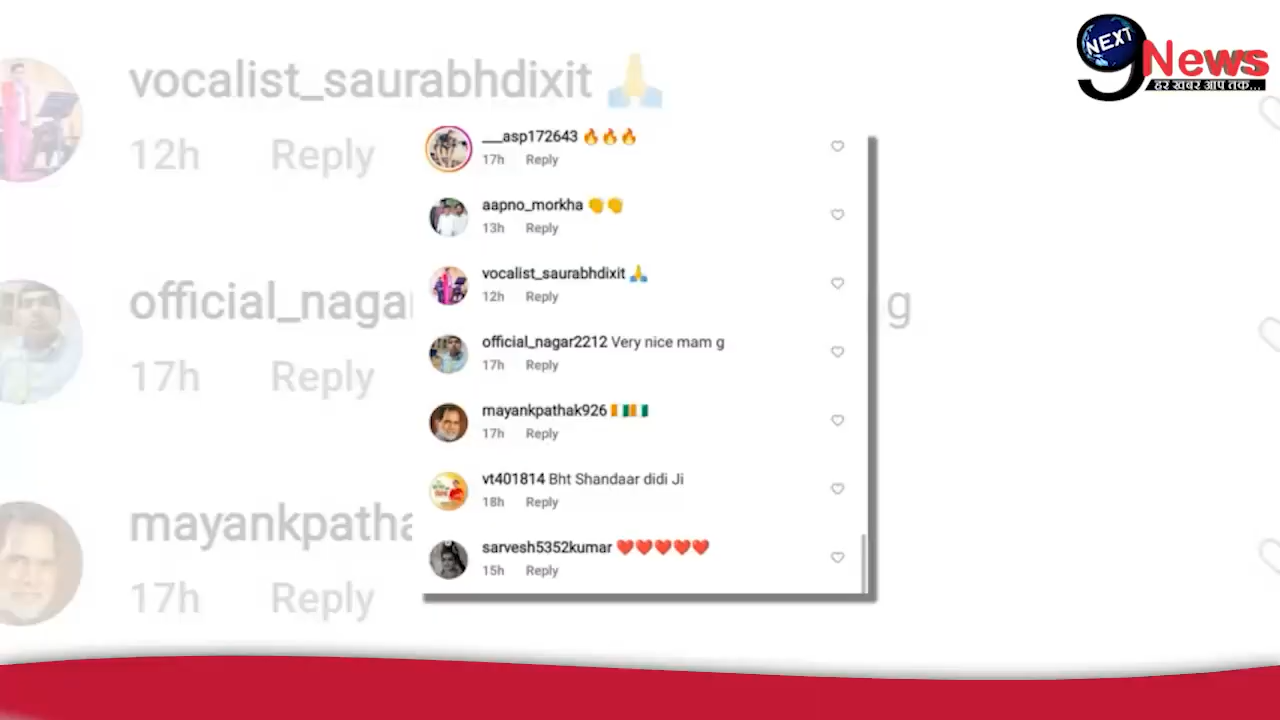 NEXT
9 News
हर खबर आप तक...
vocalist_saurabhdixit 🙏
12h Reply
official_nagar
g
17h Reply
mayankpatha
17h Reply
___asp172643 🔥🔥🔥
17h Reply
aapno_morkha 👏👏
13h Reply
vocalist_saurabhdixit 🙏
12h Reply
official_nagar2212 Very nice mam g
17h Reply
mayankpathak926 🇨🇮🇨🇮
17h Reply
vt401814 Bht Shandaar didi Ji
18h Reply
sarvesh5352kumar ❤️❤️❤️❤️❤️
15h Reply